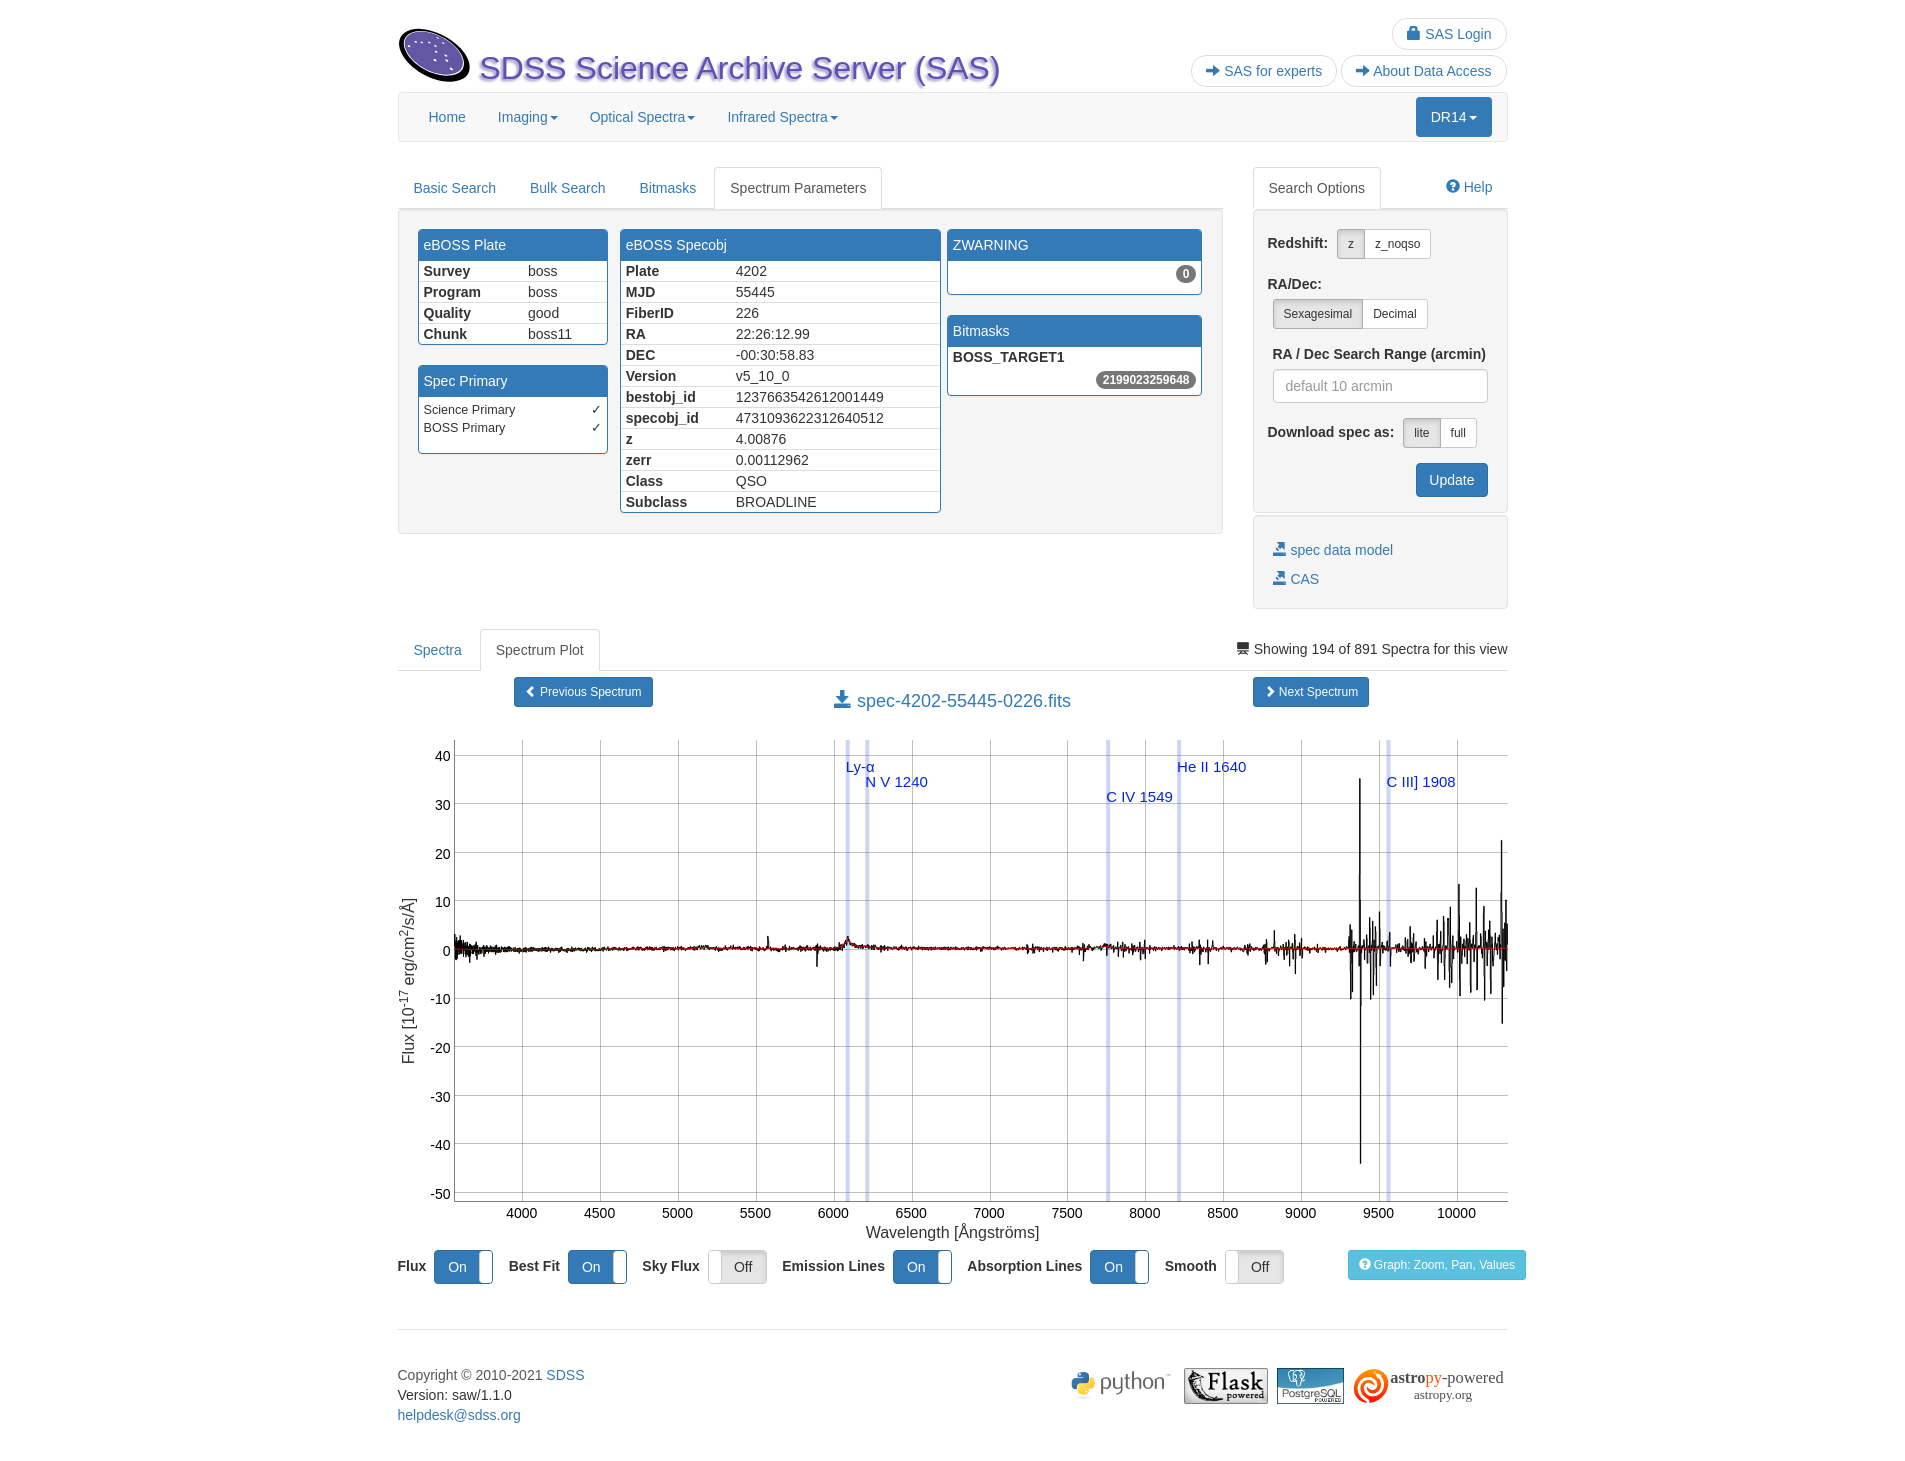 SAS Login
SDSS Science Archive Server (SAS)
SAS for experts
About Data Access
Home
Imaging
Optical Spectra
Infrared Spectra
DR14
Basic Search
Bulk Search
Bitmasks
Spectrum Parameters
eBOSS Plate
Survey boss
Program boss
Quality good
Chunk boss11
Spec Primary
Science Primary ✓
BOSS Primary ✓
eBOSS Specobj
Plate 4202
MJD 55445
FiberID 226
RA 22:26:12.99
DEC -00:30:58.83
Version v5_10_0
bestobj_id 1237663542612001449
specobj_id 4731093622312640512
z 4.00876
zerr 0.00112962
Class QSO
Subclass BROADLINE
ZWARNING
0
Bitmasks
BOSS_TARGET1
2199023259648
Search Options
Help
Redshift: z z_noqso
RA/Dec:
Sexagesimal Decimal
RA / Dec Search Range (arcmin)
default 10 arcmin
Download spec as: lite full
Update
spec data model
CAS
Spectra
Spectrum Plot
Showing 194 of 891 Spectra for this view
Previous Spectrum
spec-4202-55445-0226.fits
Next Spectrum
Flux [10-17 erg/cm2/s/Å]
40
30
20
10
0
-10
-20
-30
-40
-50
Ly-α
N V 1240
C IV 1549
He II 1640
C III] 1908
4000 4500 5000 5500 6000 6500 7000 7500 8000 8500 9000 9500 10000
Wavelength [Ångströms]
Flux On
Best Fit On
Sky Flux Off
Emission Lines On
Absorption Lines On
Smooth Off
Graph: Zoom, Pan, Values
Copyright © 2010-2021 SDSS
Version: saw/1.1.0
helpdesk@sdss.org
python
Flask
powered
PostgreSQL
POWERED
astropy-powered
astropy.org